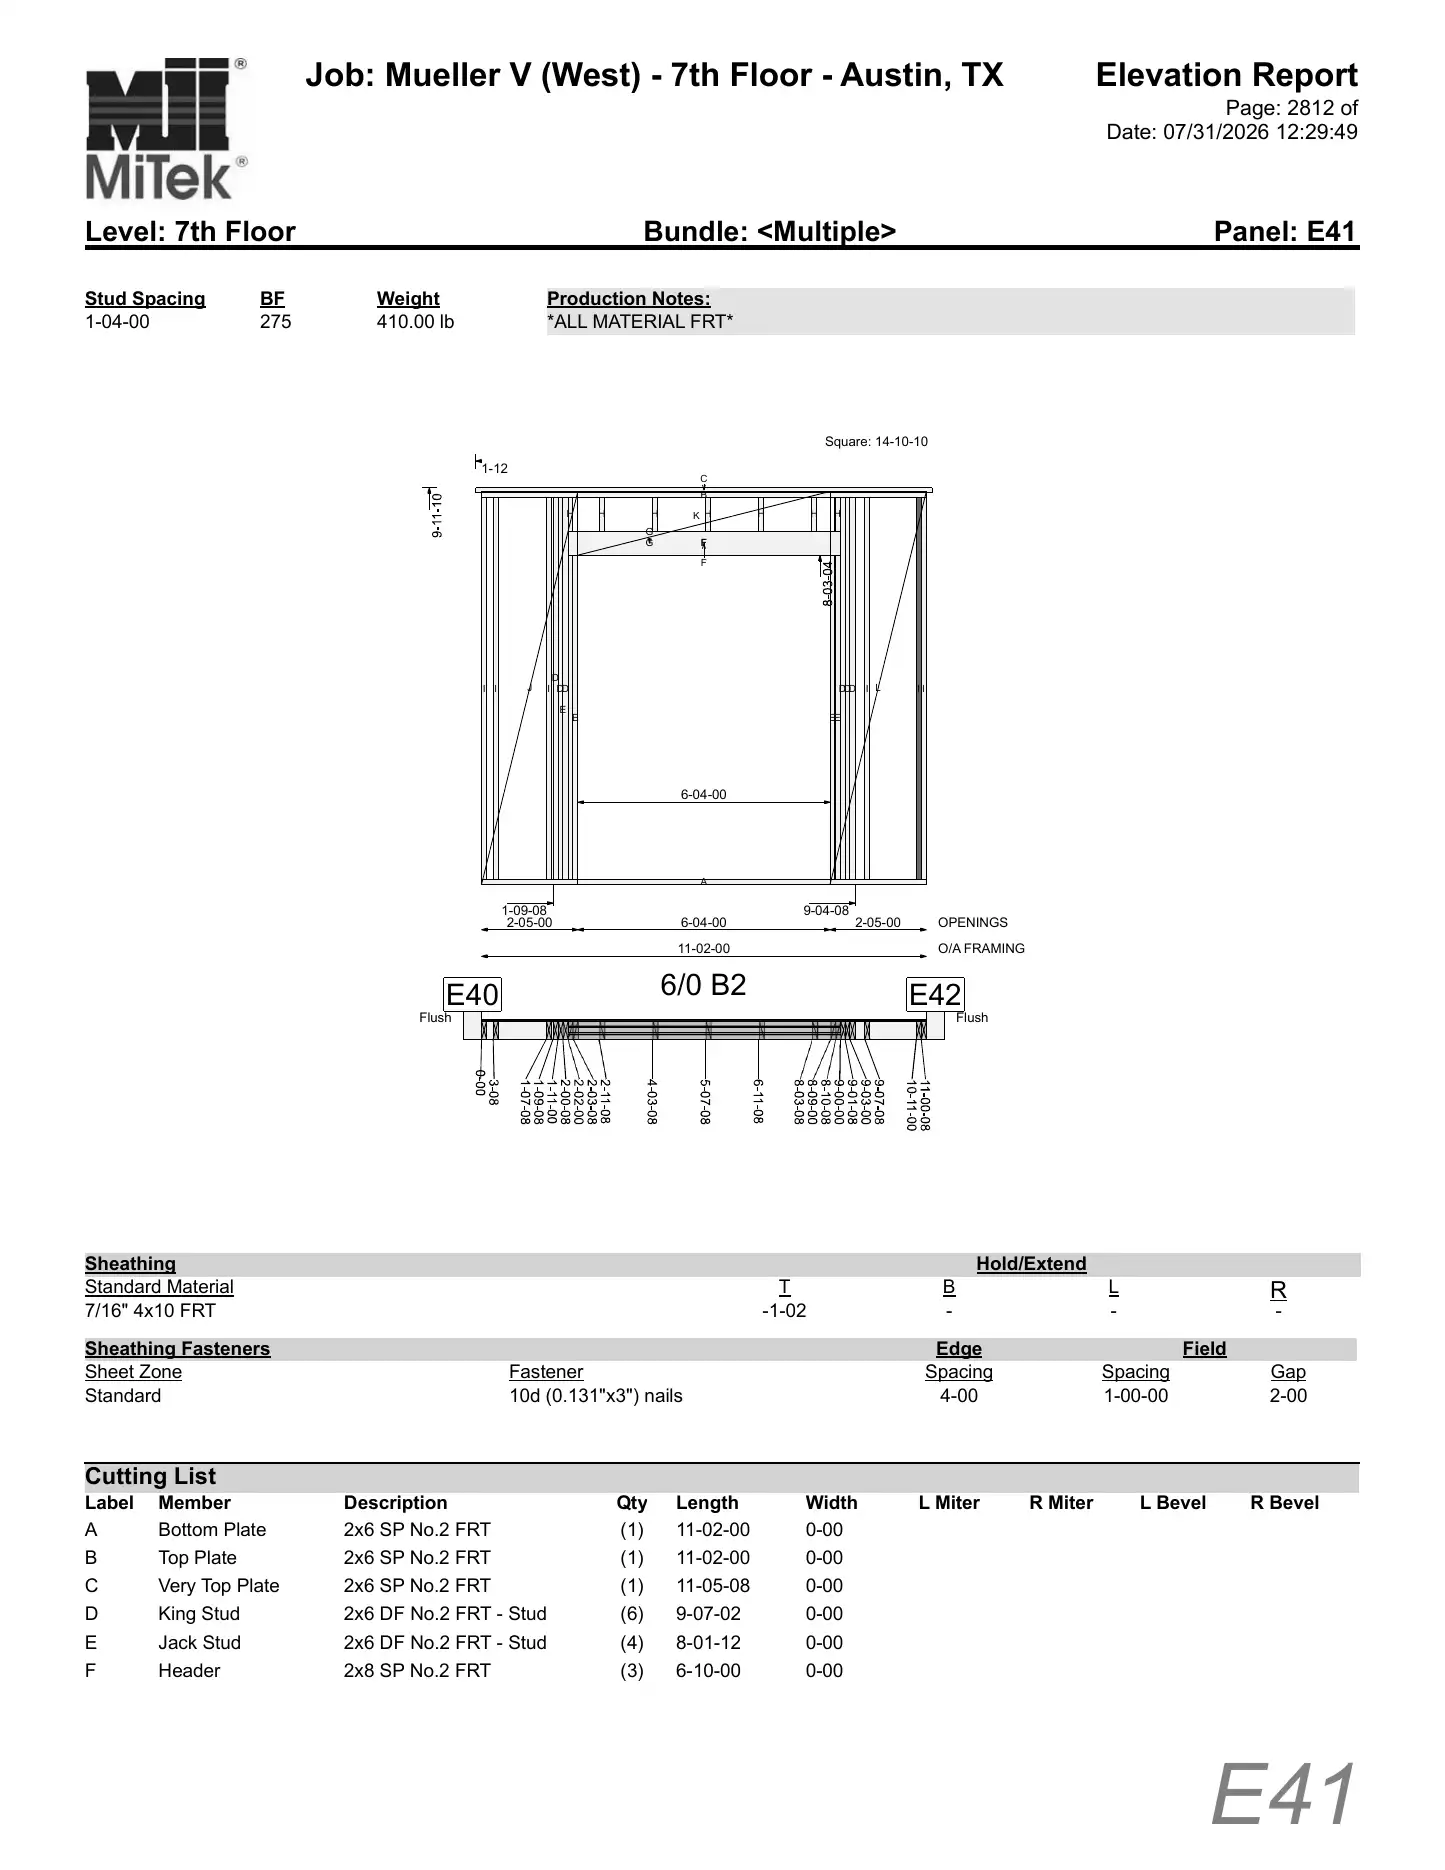 Job: Mueller V (West) - 7th Floor - Austin, TX
Elevation Report
Page: 2812 of
Date: 07/31/2026 12:29:49
MiTek®
Level: 7th Floor Bundle: <Multiple> Panel: E41
Stud Spacing BF Weight Production Notes:
1-04-00 275 410.00 lb *ALL MATERIAL FRT*
Square: 14-10-10
1-12
9-11-10
C
B
K
G
G
F
F
8-03-04
I I J I D DD
E E
DDD I L I I
EE
6-04-00
A
1-09-08 9-04-08
2-05-00 6-04-00 2-05-00 OPENINGS
11-02-00 O/A FRAMING
6/0 B2
E40 E42
Flush Flush
0-00
3-08
1-07-08
1-09-08
1-11-00
2-00-08
2-02-00
2-03-08
2-11-08
4-03-08
5-07-08
6-11-08
8-03-08
8-09-00
8-10-08
9-00-00
9-01-08
9-03-00
9-07-08
10-11-00
11-00-08
Sheathing Hold/Extend
Standard Material T B L R
7/16" 4x10 FRT -1-02 - - -
Sheathing Fasteners Edge Field
Sheet Zone Fastener Spacing Spacing Gap
Standard 10d (0.131"x3") nails 4-00 1-00-00 2-00
Cutting List
Label Member Description Qty Length Width L Miter R Miter L Bevel R Bevel
A Bottom Plate 2x6 SP No.2 FRT (1) 11-02-00 0-00
B Top Plate 2x6 SP No.2 FRT (1) 11-02-00 0-00
C Very Top Plate 2x6 SP No.2 FRT (1) 11-05-08 0-00
D King Stud 2x6 DF No.2 FRT - Stud (6) 9-07-02 0-00
E Jack Stud 2x6 DF No.2 FRT - Stud (4) 8-01-12 0-00
F Header 2x8 SP No.2 FRT (3) 6-10-00 0-00
E41